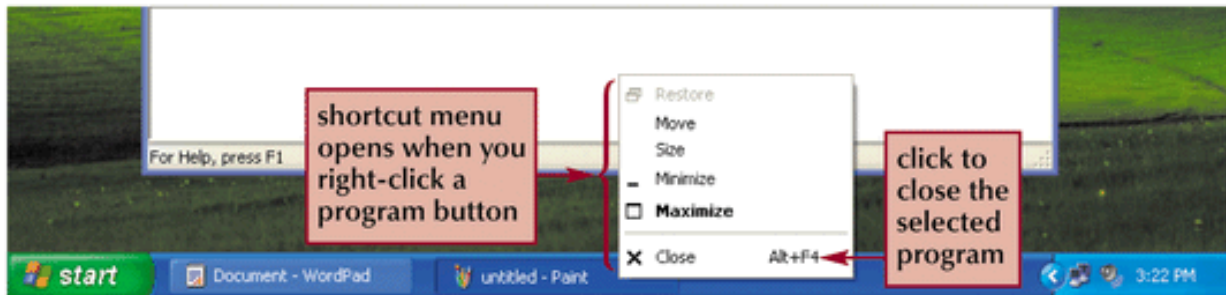 For Help, press F1
shortcut menu
opens when you
right-click a
program button
Restore
Move
Size
Minimize
Maximize
Close Alt+F4
click to
close the
selected
program
start
Document - WordPad
untitled - Paint
3:22 PM